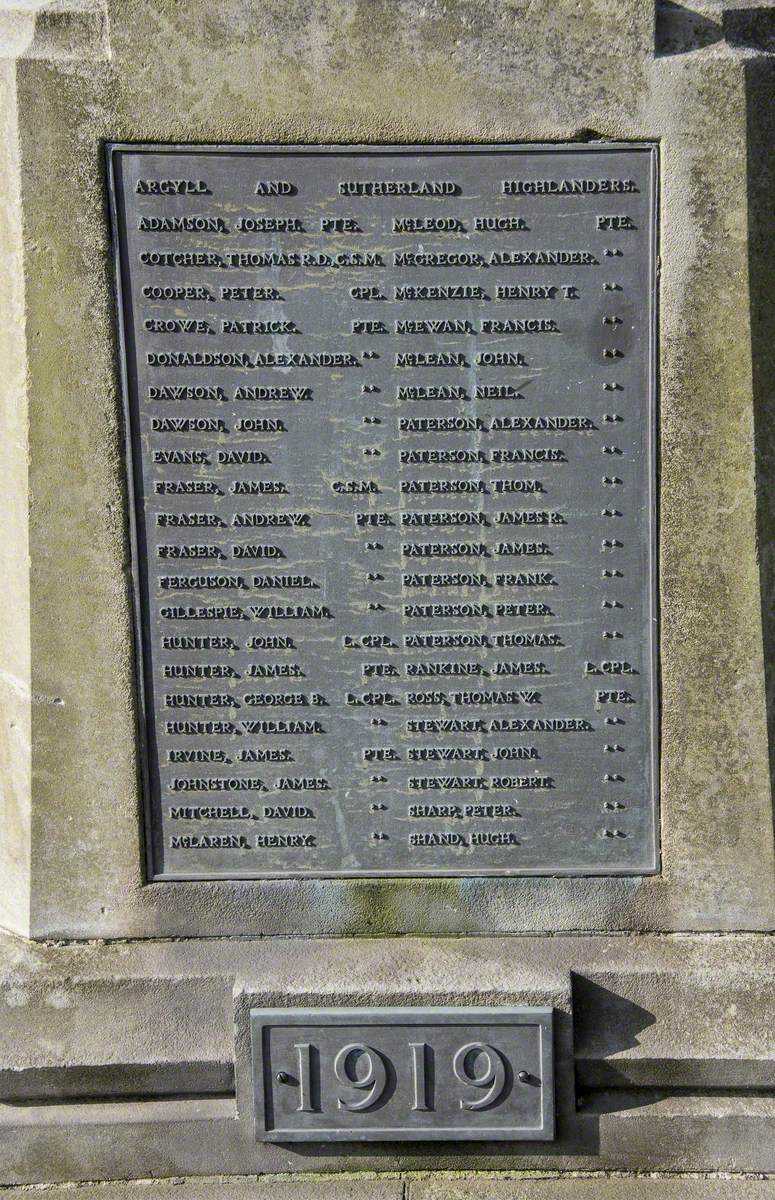 ARGYLL AND SUTHERLAND HIGHLANDERS.
ADAMSON, JOSEPH. PTE.
COTCHER, THOMAS R.D., C.S.M.
COOPER, PETER. CPL.
CROWE, PATRICK. PTE.
DONALDSON, ALEXANDER. "
DAWSON, ANDREW. "
DAWSON, JOHN. "
EVANS, DAVID. "
FRASER, JAMES. C.S.M.
FRASER, ANDREW. PTE.
FRASER, DAVID. "
FERGUSON, DANIEL. "
GILLESPIE, WILLIAM. "
HUNTER, JOHN. L.CPL.
HUNTER, JAMES. PTE.
HUNTER, GEORGE B. L.CPL.
HUNTER, WILLIAM. "
IRVINE, JAMES. PTE.
JOHNSTONE, JAMES. "
MITCHELL, DAVID. "
McLAREN, HENRY. "
McLEOD, HUGH. PTE.
McGREGOR, ALEXANDER. "
McKENZIE, HENRY T. "
McEWAN, FRANCIS. "
McLEAN, JOHN. "
McLEAN, NEIL. "
PATERSON, ALEXANDER. "
PATERSON, FRANCIS. "
PATERSON, THOM. "
PATERSON, JAMES R. "
PATERSON, JAMES. "
PATERSON, FRANK. "
PATERSON, PETER. "
PATERSON, THOMAS. "
RANKINE, JAMES. L.CPL.
ROSS, THOMAS W. PTE.
STEWART, ALEXANDER. "
STEWART, JOHN. "
STEWART, ROBERT. "
SHARP, PETER. "
SHAND, HUGH. "
1919